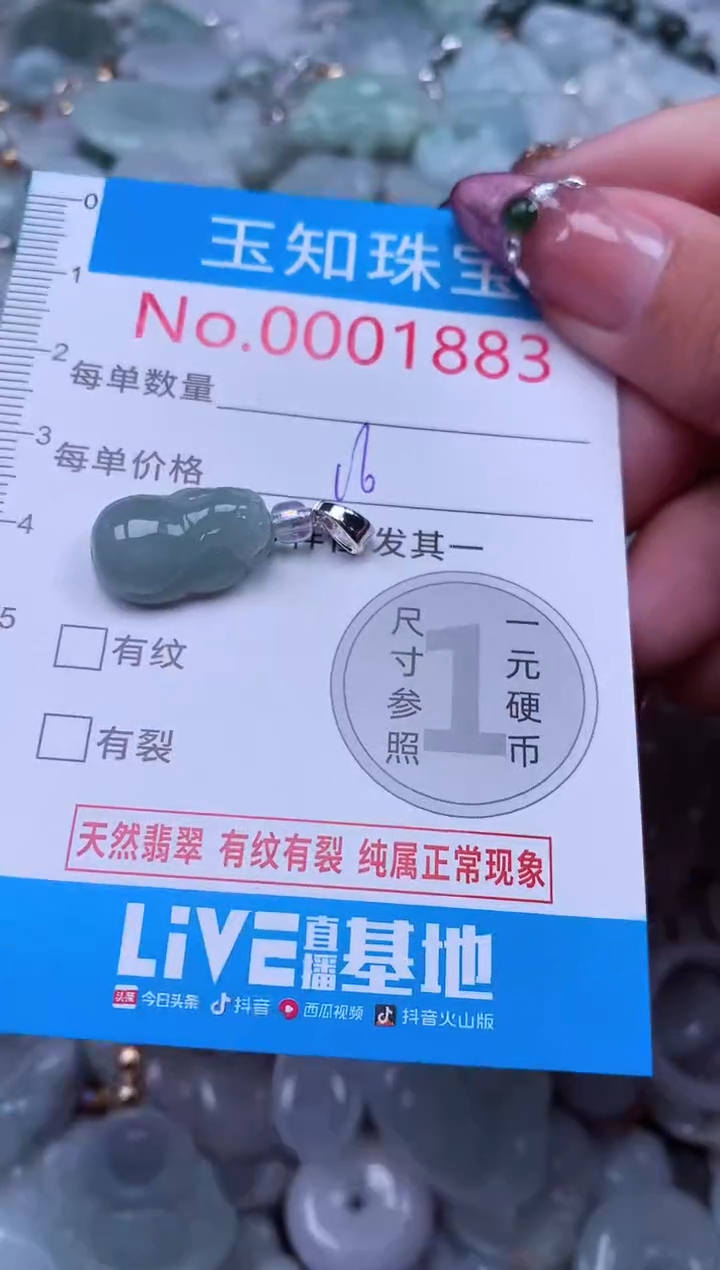 0
玉知珠宝
1
No.0001883
2
每单数量
3
每单价格
4
发其一
5
有纹
有裂
尺寸参照
1
一元硬币
天然翡翠 有纹有裂 纯属正常现象
LiVE直播基地
头条 今日头条 抖音 西瓜视频 抖音火山版